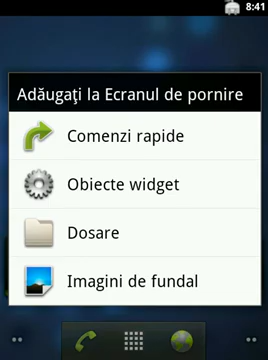 8:41
Adăugaţi la Ecranul de pornire
Comenzi rapide
Obiecte widget
Dosare
Imagini de fundal